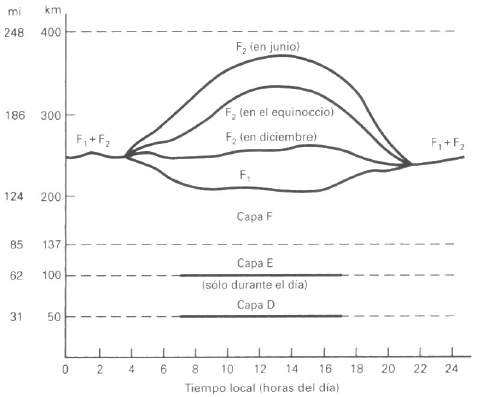 mi km
248 400
F2 (en junio)
186 300
F2 (en el equinoccio)
F1 + F2
F2 (en diciembre)
F1 + F2
F1
124 200
Capa F
85 137
Capa E
62 100
(sólo durante el día)
Capa D
31 50
0 2 4 6 8 10 12 14 16 18 20 22 24
Tiempo local (horas del día)